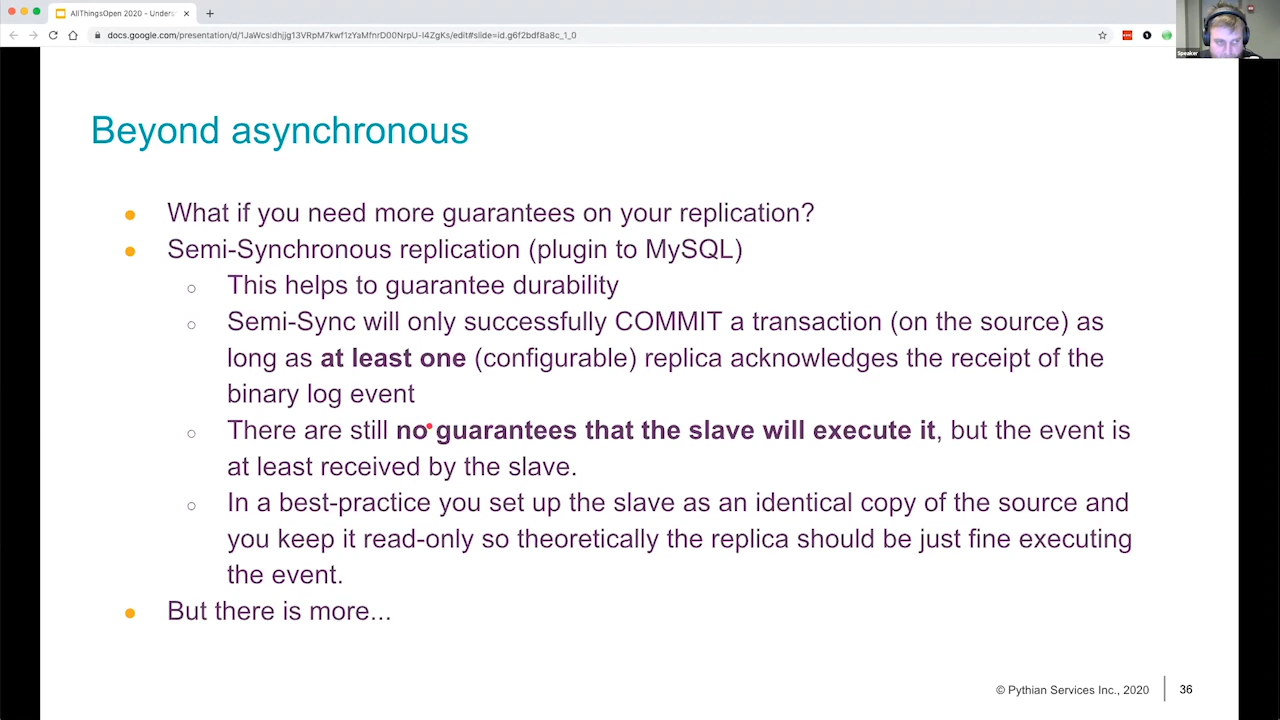 AllThingsOpen 2020 - Unders
docs.google.com/presentation/d/1JaWcsIdhjjg13VRpM7kwf1zYaMfnrD00NrpU-I4ZgKs/edit#slide=id.g6f2bdf8a8c_1_0
Speaker
Beyond asynchronous
● What if you need more guarantees on your replication?
● Semi-Synchronous replication (plugin to MySQL)
○ This helps to guarantee durability
○ Semi-Sync will only successfully COMMIT a transaction (on the source) as
long as at least one (configurable) replica acknowledges the receipt of the
binary log event
○ There are still no guarantees that the slave will execute it, but the event is
at least received by the slave.
○ In a best-practice you set up the slave as an identical copy of the source and
you keep it read-only so theoretically the replica should be just fine executing
the event.
● But there is more...
© Pythian Services Inc., 2020
36